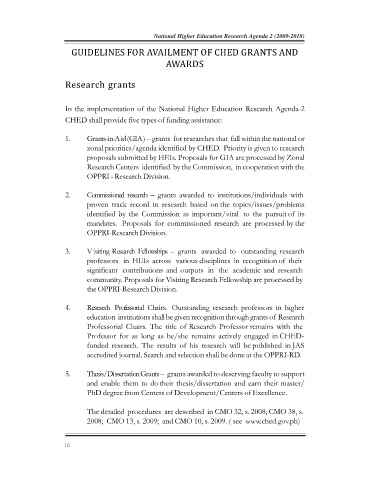 National Higher Education Research Agenda 2 (2009-2018)
GUIDELINES FOR AVAILMENT OF CHED GRANTS AND
AWARDS
Research grants
In the implementation of the National Higher Education Research Agenda-2
CHED shall provide five types of funding assistance:
1. Grants-in-Aid (GIA) – grants for researches that fall within the national or
zonal priorities/agenda identified by CHED. Priority is given to research
proposals submitted by HEIs. Proposals for GIA are processed by Zonal
Research Centers identified by the Commission, in cooperation with the
OPPRI - Research Division.
2. Commissioned research – grants awarded to institutions/individuals with
proven track record in research based on the topics/issues/problems
identified by the Commission as important/vital to the pursuit of its
mandates. Proposals for commissioned research are processed by the
OPPRI-Research Division.
3. Visiting Research Fellowships – grants awarded to outstanding research
professors in HEIs across various disciplines in recognition of their
significant contributions and outputs in the academic and research
community. Proposals for Visiting Research Fellowship are processed by
the OPPRI-Research Division.
4. Research Professorial Chairs. Outstanding research professors in higher
education institutions shall be given recognition through grants of Research
Professorial Chairs. The title of Research Professor remains with the
Professor for as long as he/she remains actively engaged in CHED-
funded research. The results of his research will be published in JAS
accredited journal. Search and selection shall be done at the OPPRI-RD.
5. Thesis/Dissertation Grants – grants awarded to deserving faculty to support
and enable them to do their thesis/dissertation and earn their master/
PhD degree from Centers of Development/Centers of Excellence.
The detailed procedures are described in CMO 32, s. 2008; CMO 38, s.
2008; CMO 13, s. 2009; and CMO 10, s. 2009. ( see www.ched.gov.ph)
16